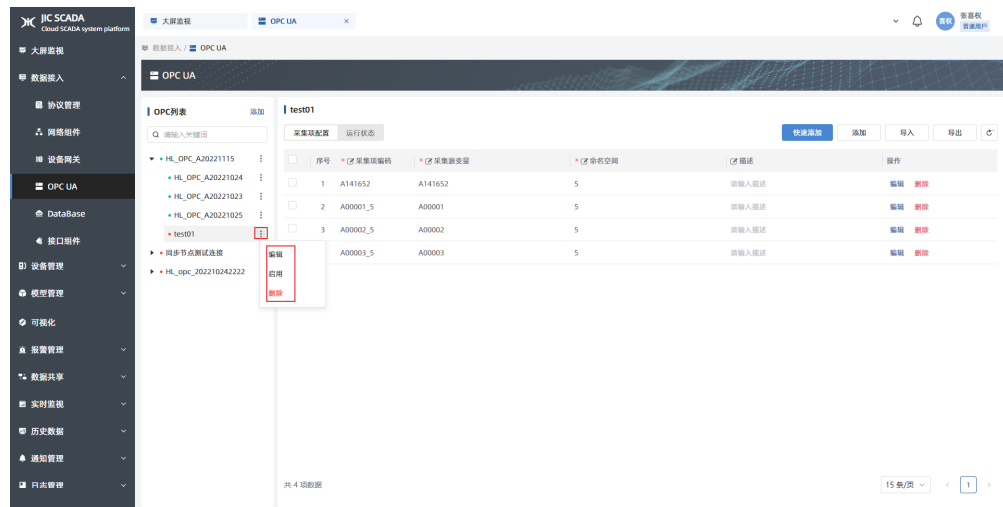 JIC SCADA
Cloud SCADA system platform
大屏监视
OPC UA ×
喜权
张喜权
普通用户
大屏监视
数据接入
协议管理
网络组件
设备网关
OPC UA
DataBase
接口组件
设备管理
模型管理
可视化
报警管理
数据共享
实时监视
历史数据
通知管理
日志管理
数据接入 / OPC UA
OPC UA
OPC列表 添加
请输入关键词
HL_OPC_A20221115
HL_OPC_A20221024
HL_OPC_A20221023
HL_OPC_A20221025
test01
同步节点测试连接
HL_opc_202210242222
编辑
启用
删除
test01
采集项配置 运行状态 快速添加 添加 导入 导出
序号 * 采集项编码 * 采集源变量 * 命名空间 描述 操作
1 A141652 A141652 5 请输入描述 编辑 删除
2 A00001_5 A00001 5 请输入描述 编辑 删除
3 A00002_5 A00002 5 请输入描述 编辑 删除
A00003_5 A00003 5 请输入描述 编辑 删除
共 4 项数据 15 条/页 < 1 >